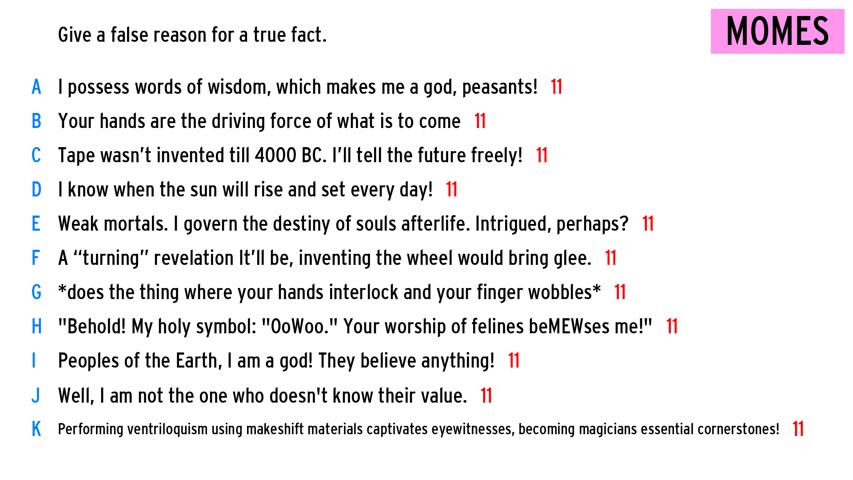 Give a false reason for a true fact.
MOMES
A I possess words of wisdom, which makes me a god, peasants! 11
B Your hands are the driving force of what is to come 11
C Tape wasn’t invented till 4000 BC. I’ll tell the future freely! 11
D I know when the sun will rise and set every day! 11
E Weak mortals. I govern the destiny of souls afterlife. Intrigued, perhaps? 11
F A “turning” revelation It’ll be, inventing the wheel would bring glee. 11
G *does the thing where your hands interlock and your finger wobbles* 11
H "Behold! My holy symbol: "OoWoo." Your worship of felines beMEWses me!" 11
I Peoples of the Earth, I am a god! They believe anything! 11
J Well, I am not the one who doesn't know their value. 11
K Performing ventriloquism using makeshift materials captivates eyewitnesses, becoming magicians essential cornerstones! 11